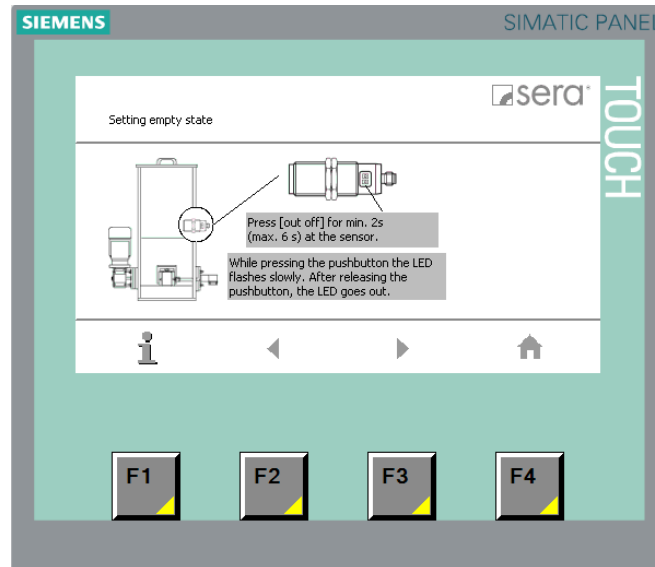 SIEMENS
SIMATIC PANEL
TOUCH
sera
Setting empty state
Press [out off] for min. 2s
(max. 6 s) at the sensor.
While pressing the pushbutton the LED
flashes slowly. After releasing the
pushbutton, the LED goes out.
F1
F2
F3
F4